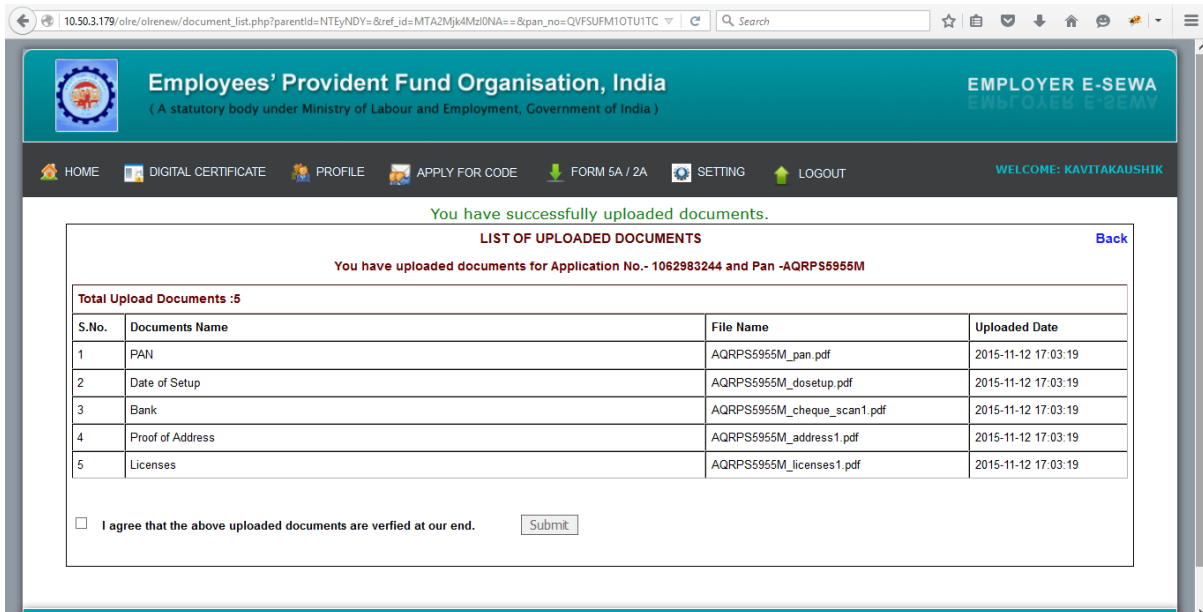 10.50.3.179/olre/olrenew/document_list.php?parentId=NTEyNDY=&ref_id=MTA2Mjk4MzI0NA==&pan_no=QVFSUFM1OTU1TC
Search
Employees' Provident Fund Organisation, India
EMPLOYER E-SEWA
( A statutory body under Ministry of Labour and Employment, Government of India )
HOME DIGITAL CERTIFICATE PROFILE APPLY FOR CODE FORM 5A / 2A SETTING LOGOUT WELCOME: KAVITAKAUSHIK
You have successfully uploaded documents.
LIST OF UPLOADED DOCUMENTS Back
You have uploaded documents for Application No.- 1062983244 and Pan -AQRPS5955M
Total Upload Documents :5
S.No. Documents Name File Name Uploaded Date
1 PAN AQRPS5955M_pan.pdf 2015-11-12 17:03:19
2 Date of Setup AQRPS5955M_dosetup.pdf 2015-11-12 17:03:19
3 Bank AQRPS5955M_cheque_scan1.pdf 2015-11-12 17:03:19
4 Proof of Address AQRPS5955M_address1.pdf 2015-11-12 17:03:19
5 Licenses AQRPS5955M_licenses1.pdf 2015-11-12 17:03:19
I agree that the above uploaded documents are verfied at our end. Submit